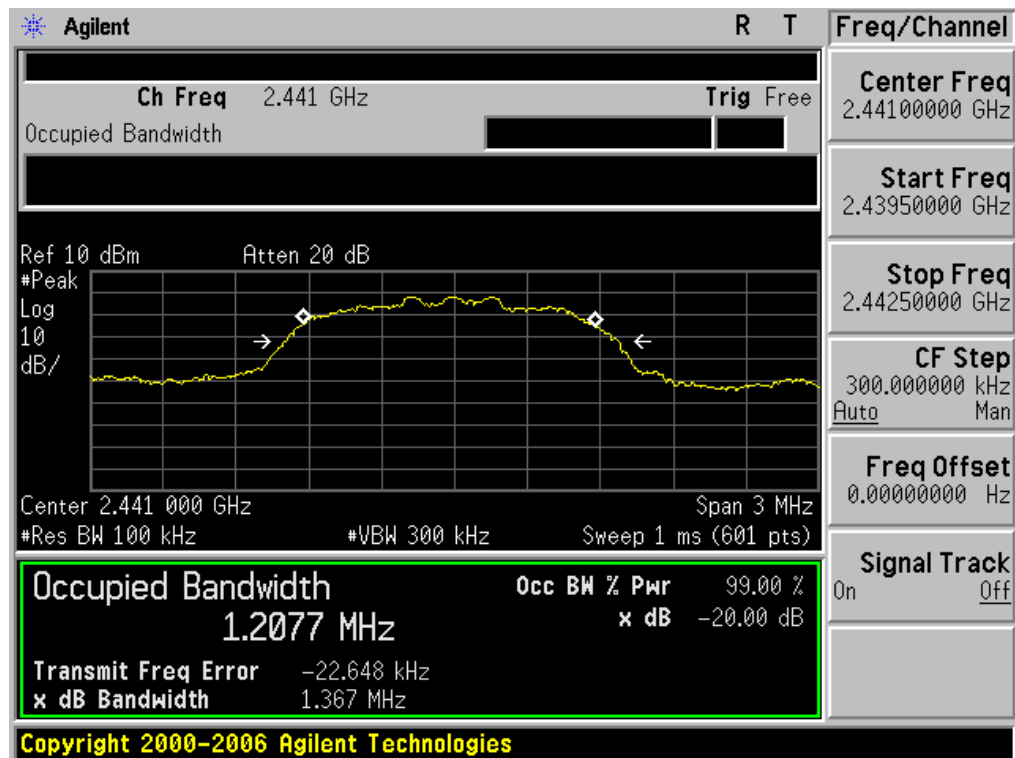 Agilent R T Freq/Channel
Ch Freq 2.441 GHz Trig Free
Occupied Bandwidth
Center Freq
2.44100000 GHz
Start Freq
2.43950000 GHz
Stop Freq
2.44250000 GHz
CF Step
300.000000 kHz
Auto Man
Freq Offset
0.00000000 Hz
Signal Track
On Off
Ref 10 dBm Atten 20 dB
#Peak
Log
10
dB/
Center 2.441 000 GHz Span 3 MHz
#Res BW 100 kHz #VBW 300 kHz Sweep 1 ms (601 pts)
Occupied Bandwidth Occ BW % Pwr 99.00 %
1.2077 MHz x dB -20.00 dB
Transmit Freq Error -22.648 kHz
x dB Bandwidth 1.367 MHz
Copyright 2000-2006 Agilent Technologies